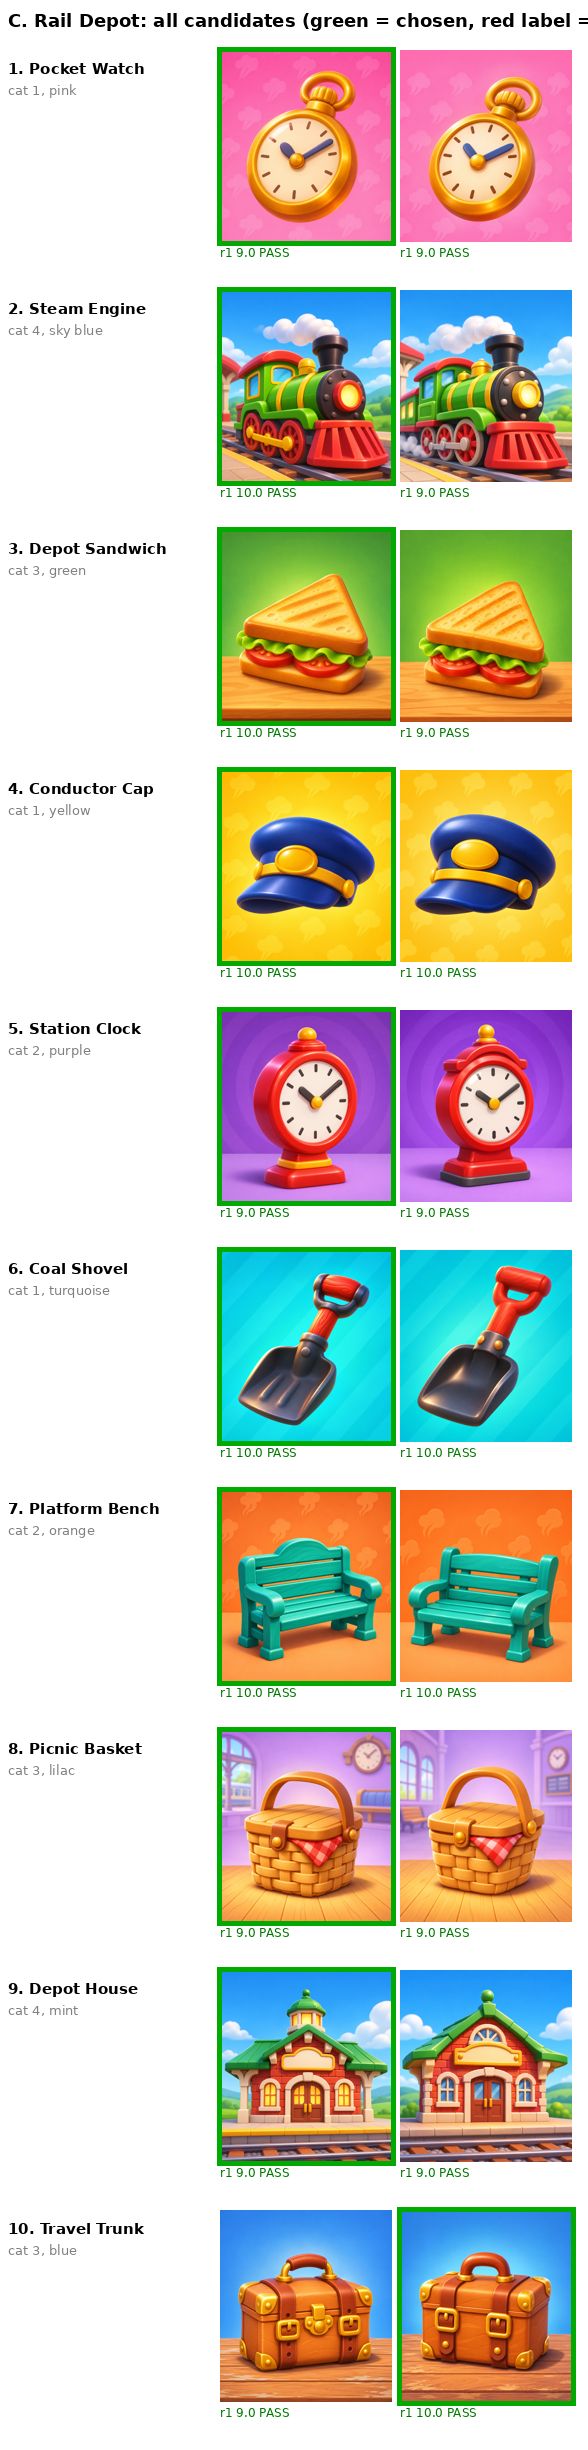 C. Rail Depot: all candidates (green = chosen, red label =
1. Pocket Watch
cat 1, pink
r1 9.0 PASS
r1 9.0 PASS
2. Steam Engine
cat 4, sky blue
r1 10.0 PASS
r1 9.0 PASS
3. Depot Sandwich
cat 3, green
r1 10.0 PASS
r1 9.0 PASS
4. Conductor Cap
cat 1, yellow
r1 10.0 PASS
r1 10.0 PASS
5. Station Clock
cat 2, purple
r1 9.0 PASS
r1 9.0 PASS
6. Coal Shovel
cat 1, turquoise
r1 10.0 PASS
r1 10.0 PASS
7. Platform Bench
cat 2, orange
r1 10.0 PASS
r1 10.0 PASS
8. Picnic Basket
cat 3, lilac
r1 9.0 PASS
r1 9.0 PASS
9. Depot House
cat 4, mint
r1 9.0 PASS
r1 9.0 PASS
10. Travel Trunk
cat 3, blue
r1 9.0 PASS
r1 10.0 PASS